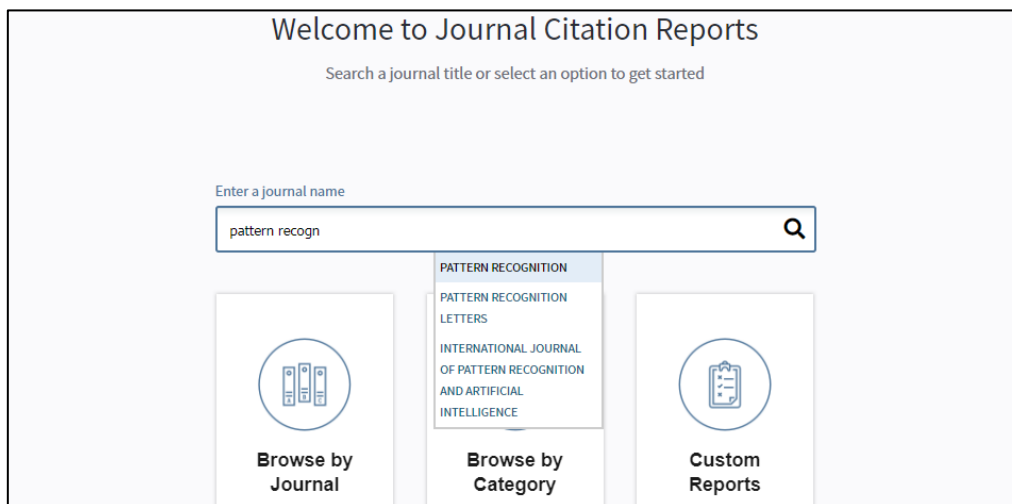 Welcome to Journal Citation Reports
Search a journal title or select an option to get started
Enter a journal name
pattern recogn
PATTERN RECOGNITION
PATTERN RECOGNITION
LETTERS
INTERNATIONAL JOURNAL
OF PATTERN RECOGNITION
AND ARTIFICIAL
INTELLIGENCE
Browse by
Journal
Browse by
Category
Custom
Reports